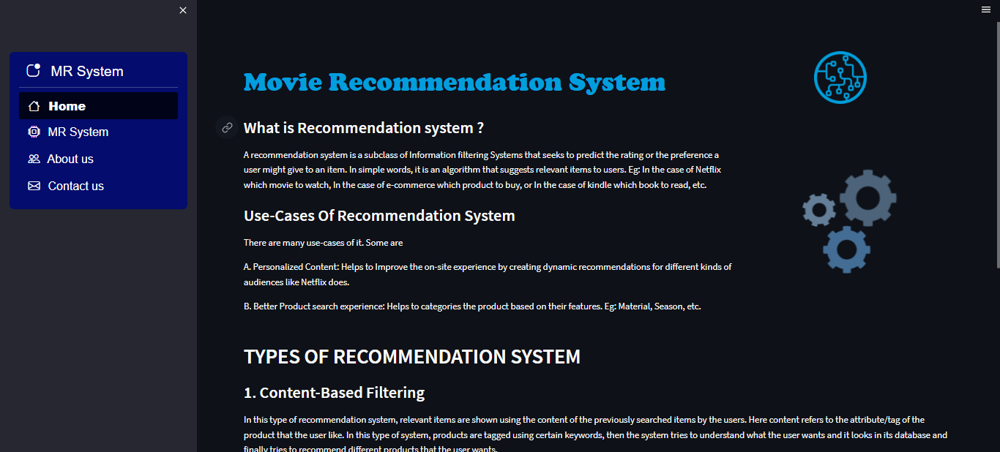 MR System
Home
MR System
About us
Contact us
Movie Recommendation System
What is Recommendation system ?
A recommendation system is a subclass of Information filtering Systems that seeks to predict the rating or the preference a
user might give to an item. In simple words, it is an algorithm that suggests relevant items to users. Eg: In the case of Netflix
which movie to watch, In the case of e-commerce which product to buy, or In the case of kindle which book to read, etc.
Use-Cases Of Recommendation System
There are many use-cases of it. Some are
A. Personalized Content: Helps to Improve the on-site experience by creating dynamic recommendations for different kinds of
audiences like Netflix does.
B. Better Product search experience: Helps to categories the product based on their features. Eg: Material, Season, etc.
TYPES OF RECOMMENDATION SYSTEM
1. Content-Based Filtering
In this type of recommendation system, relevant items are shown using the content of the previously searched items by the users. Here content refers to the attribute/tag of the
product that the user like. In this type of system, products are tagged using certain keywords, then the system tries to understand what the user wants and it looks in its database and
finally tries to recommend different products that the user wants.